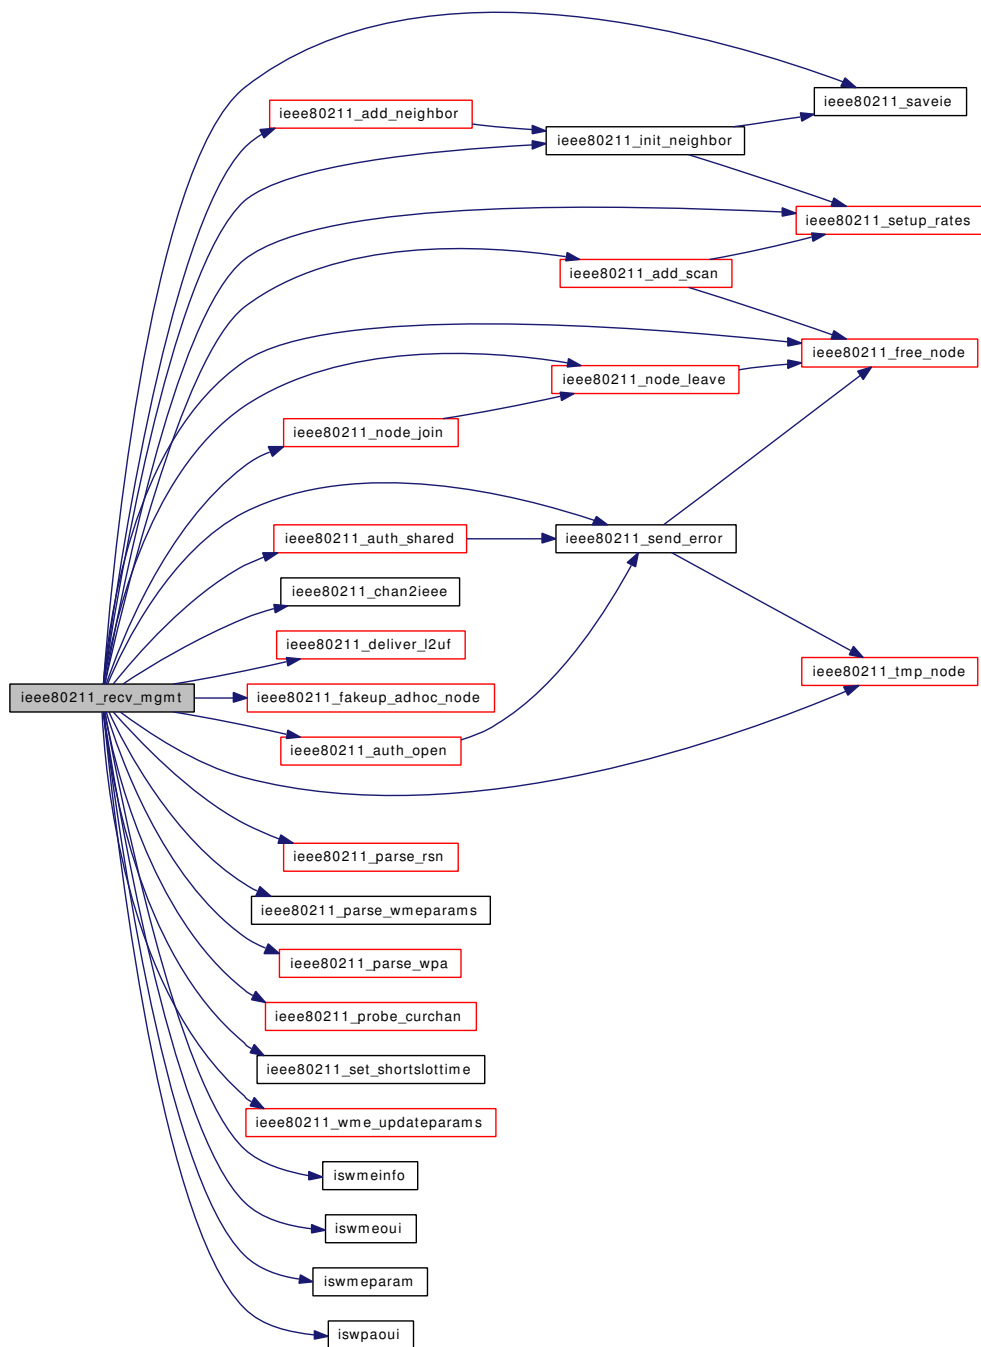 ieee80211_saveie
ieee80211_add_neighbor
ieee80211_init_neighbor
ieee80211_setup_rates
ieee80211_add_scan
ieee80211_free_node
ieee80211_node_leave
ieee80211_node_join
ieee80211_auth_shared
ieee80211_send_error
ieee80211_chan2ieee
ieee80211_deliver_l2uf
ieee80211_tmp_node
ieee80211_recv_mgmt
ieee80211_fakeup_adhoc_node
ieee80211_auth_open
ieee80211_parse_rsn
ieee80211_parse_wmeparams
ieee80211_parse_wpa
ieee80211_probe_curchan
ieee80211_set_shortslottime
ieee80211_wme_updateparams
iswmeinfo
iswmeoui
iswmeparam
iswpaoui